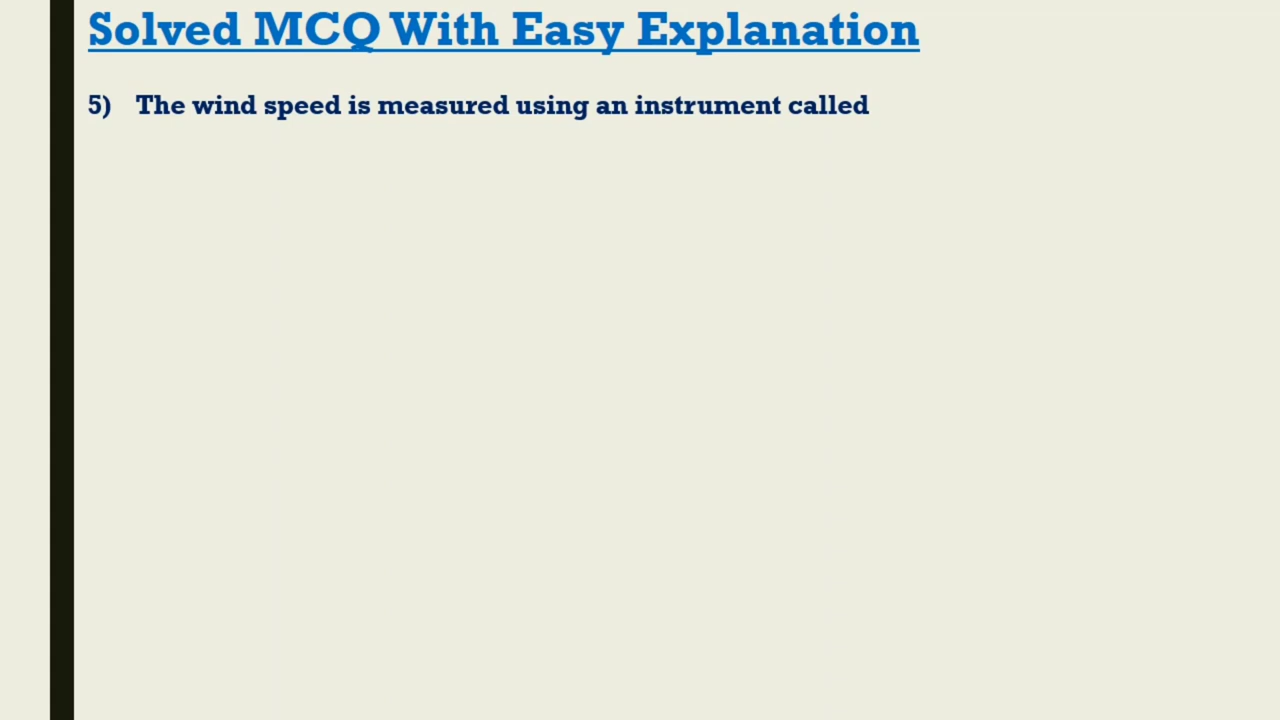 Solved MCQ With Easy Explanation
5) The wind speed is measured using an instrument called